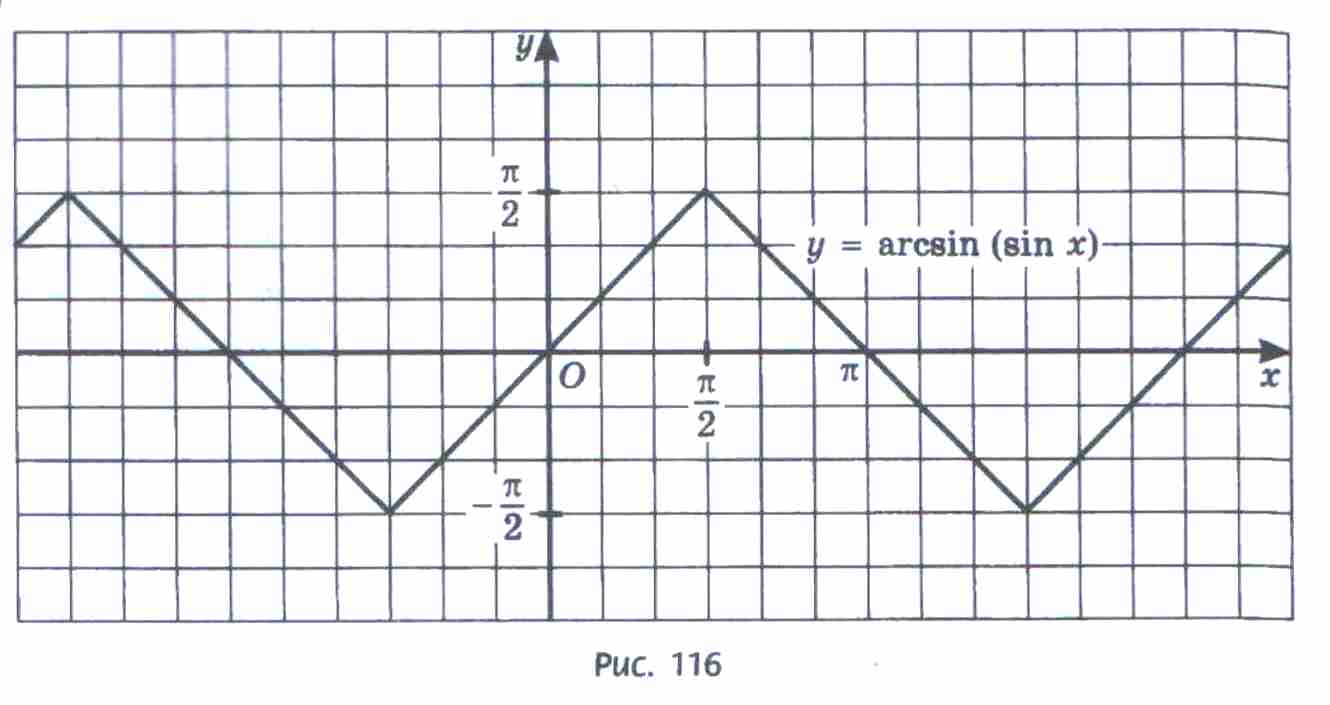 y
π/2
y = arcsin (sin x)
O
π/2
π
x
-π/2
Рис. 116